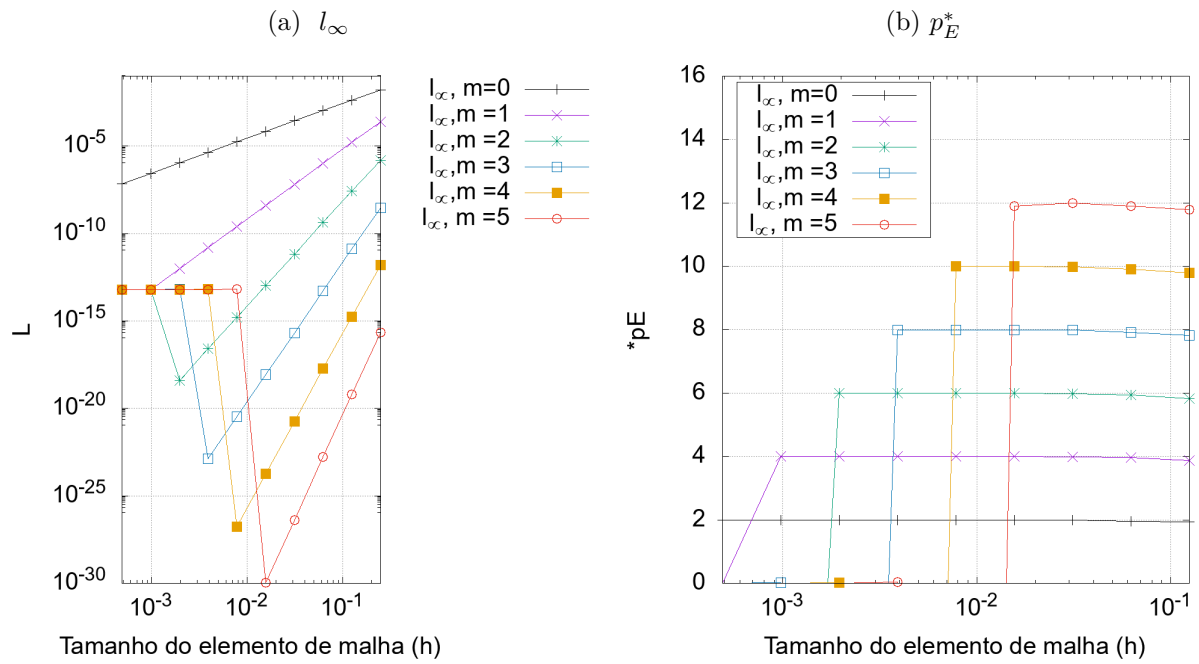 (a) l∞
10^-5
10^-10
10^-15
10^-20
10^-25
10^-30
10^-3
10^-2
10^-1
L
Tamanho do elemento de malha (h)
l∞, m=0
l∞,m =1
l∞,m =2
l∞,m =3
l∞,m =4
l∞, m =5
(b) p*E
16
14
12
10
8
6
4
2
0
10^-3
10^-2
10^-1
*pE
Tamanho do elemento de malha (h)
l∞, m=0
l∞,m =1
l∞,m =2
l∞,m =3
l∞,m =4
l∞, m =5